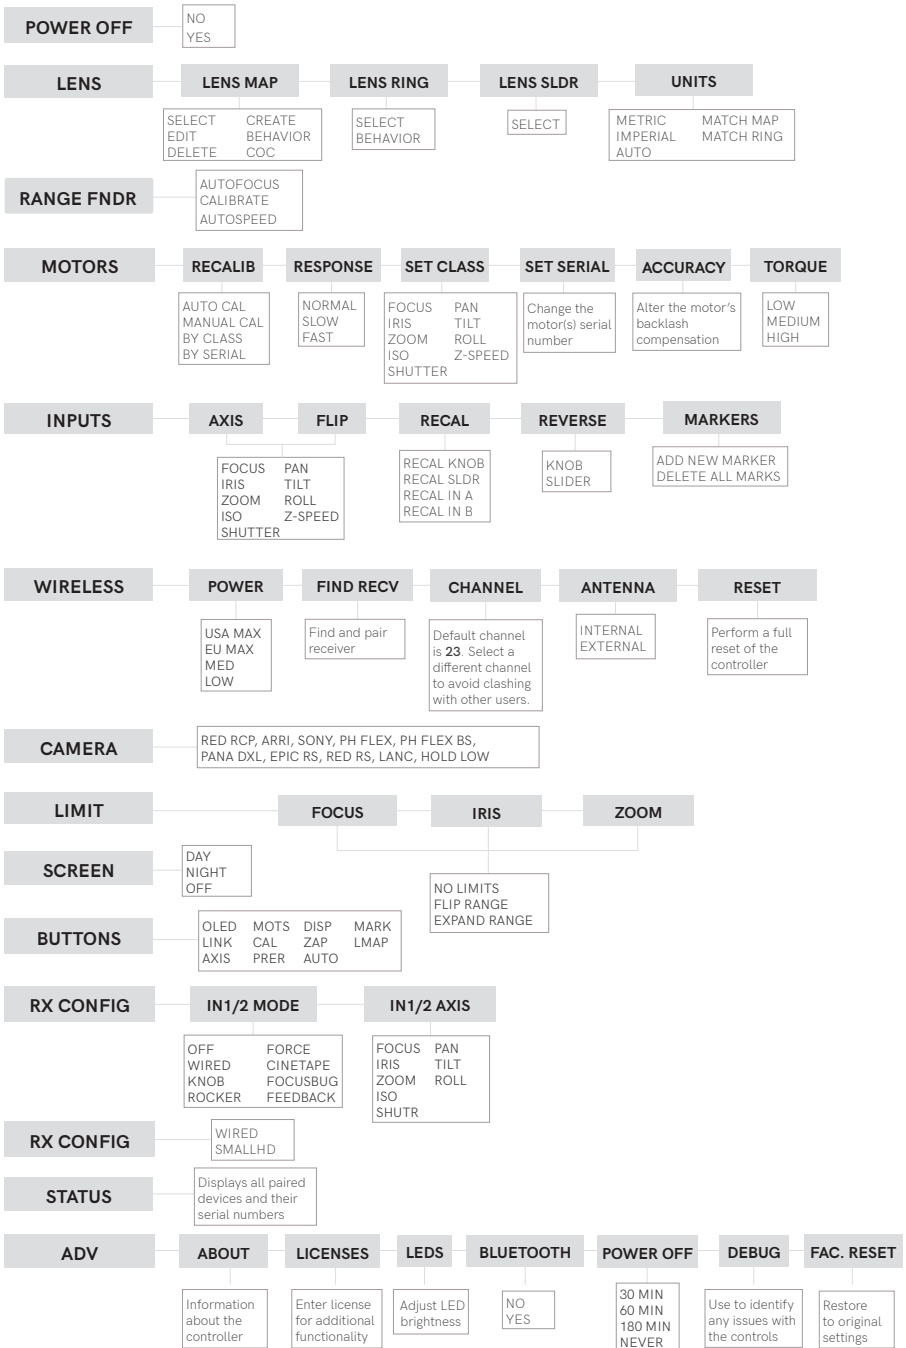 POWER OFF
NO
YES
LENS
LENS MAP
LENS RING
LENS SLDR
UNITS
SELECT CREATE
EDIT BEHAVIOR
DELETE COC
SELECT
BEHAVIOR
SELECT
METRIC MATCH MAP
IMPERIAL MATCH RING
AUTO
RANGE FNDR
AUTOFOCUS
CALIBRATE
AUTOSPEED
MOTORS
RECALIB
RESPONSE
SET CLASS
SET SERIAL
ACCURACY
TORQUE
AUTO CAL
MANUAL CAL
BY CLASS
BY SERIAL
NORMAL
SLOW
FAST
FOCUS PAN
IRIS TILT
ZOOM ROLL
ISO Z-SPEED
SHUTTER
Change the
motor(s) serial
number
Alter the motor's
backlash
compensation
LOW
MEDIUM
HIGH
INPUTS
AXIS
FLIP
RECAL
REVERSE
MARKERS
FOCUS PAN
IRIS TILT
ZOOM ROLL
ISO Z-SPEED
SHUTTER
RECAL KNOB
RECAL SLDR
RECAL IN A
RECAL IN B
KNOB
SLIDER
ADD NEW MARKER
DELETE ALL MARKS
WIRELESS
POWER
FIND RECV
CHANNEL
ANTENNA
RESET
USA MAX
EU MAX
MED
LOW
Find and pair
receiver
Default channel
is 23. Select a
different channel
to avoid clashing
with other users.
INTERNAL
EXTERNAL
Perform a full
reset of the
controller
CAMERA
RED RCP, ARRI, SONY, PH FLEX, PH FLEX BS,
PANA DXL, EPIC RS, RED RS, LANC, HOLD LOW
LIMIT
FOCUS
IRIS
ZOOM
NO LIMITS
FLIP RANGE
EXPAND RANGE
SCREEN
DAY
NIGHT
OFF
BUTTONS
OLED MOTS DISP MARK
LINK CAL ZAP LMAP
AXIS PRER AUTO
RX CONFIG
IN1/2 MODE
IN1/2 AXIS
OFF FORCE
WIRED CINETAPE
KNOB FOCUSBUG
ROCKER FEEDBACK
FOCUS PAN
IRIS TILT
ZOOM ROLL
ISO
SHUTR
RX CONFIG
WIRED
SMALLHD
STATUS
Displays all paired
devices and their
serial numbers
ADV
ABOUT
LICENSES
LEDS
BLUETOOTH
POWER OFF
DEBUG
FAC. RESET
Information
about the
controller
Enter license
for additional
functionality
Adjust LED
brightness
NO
YES
30 MIN
60 MIN
180 MIN
NEVER
Use to identify
any issues with
the controls
Restore
to original
settings